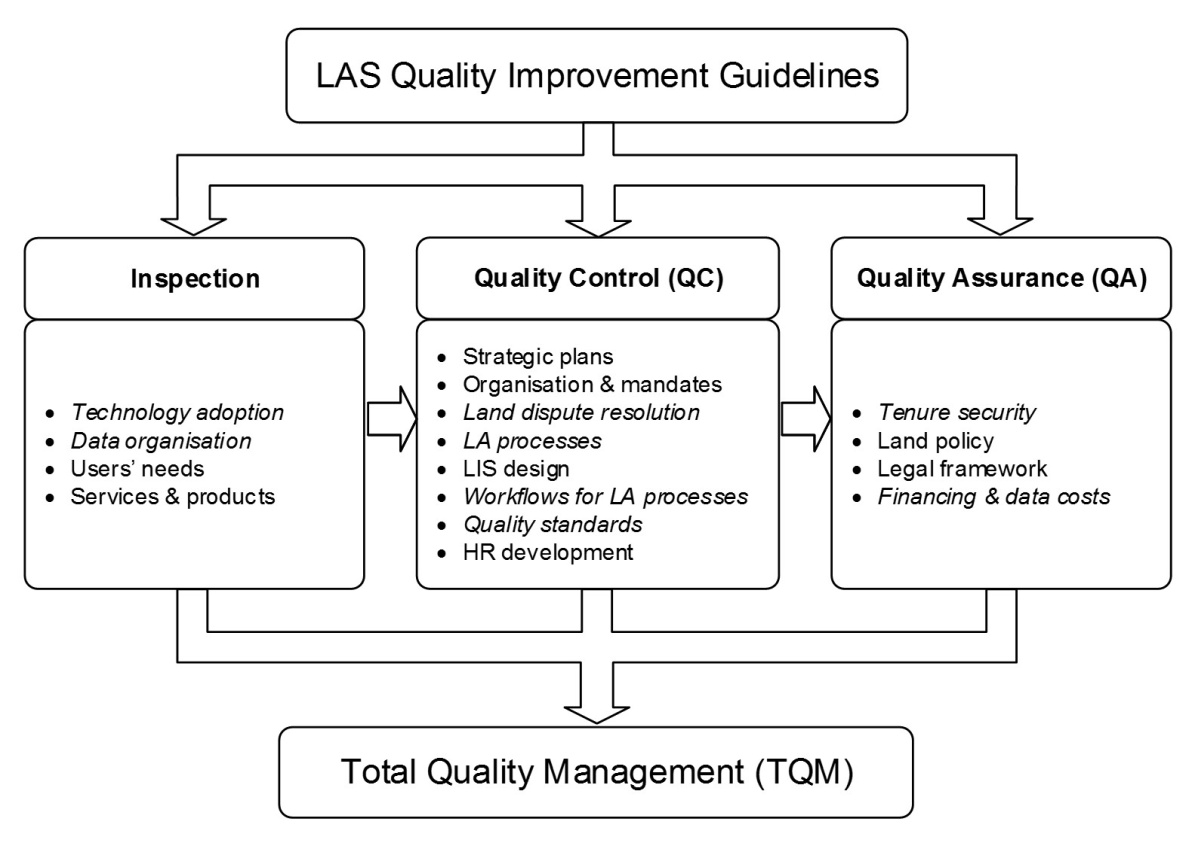 LAS Quality Improvement Guidelines
Inspection
• Technology adoption
• Data organisation
• Users’ needs
• Services & products
Quality Control (QC)
• Strategic plans
• Organisation & mandates
• Land dispute resolution
• LA processes
• LIS design
• Workflows for LA processes
• Quality standards
• HR development
Quality Assurance (QA)
• Tenure security
• Land policy
• Legal framework
• Financing & data costs
Total Quality Management (TQM)